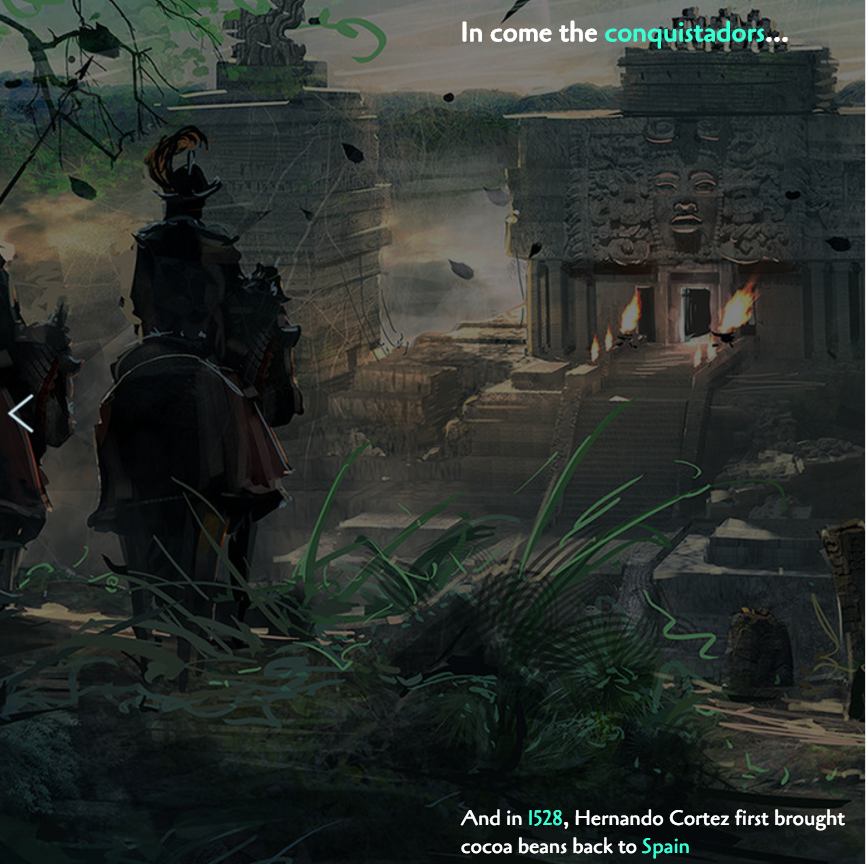 In come the conquistadors...
And in 1528, Hernando Cortez first brought
cocoa beans back to Spain